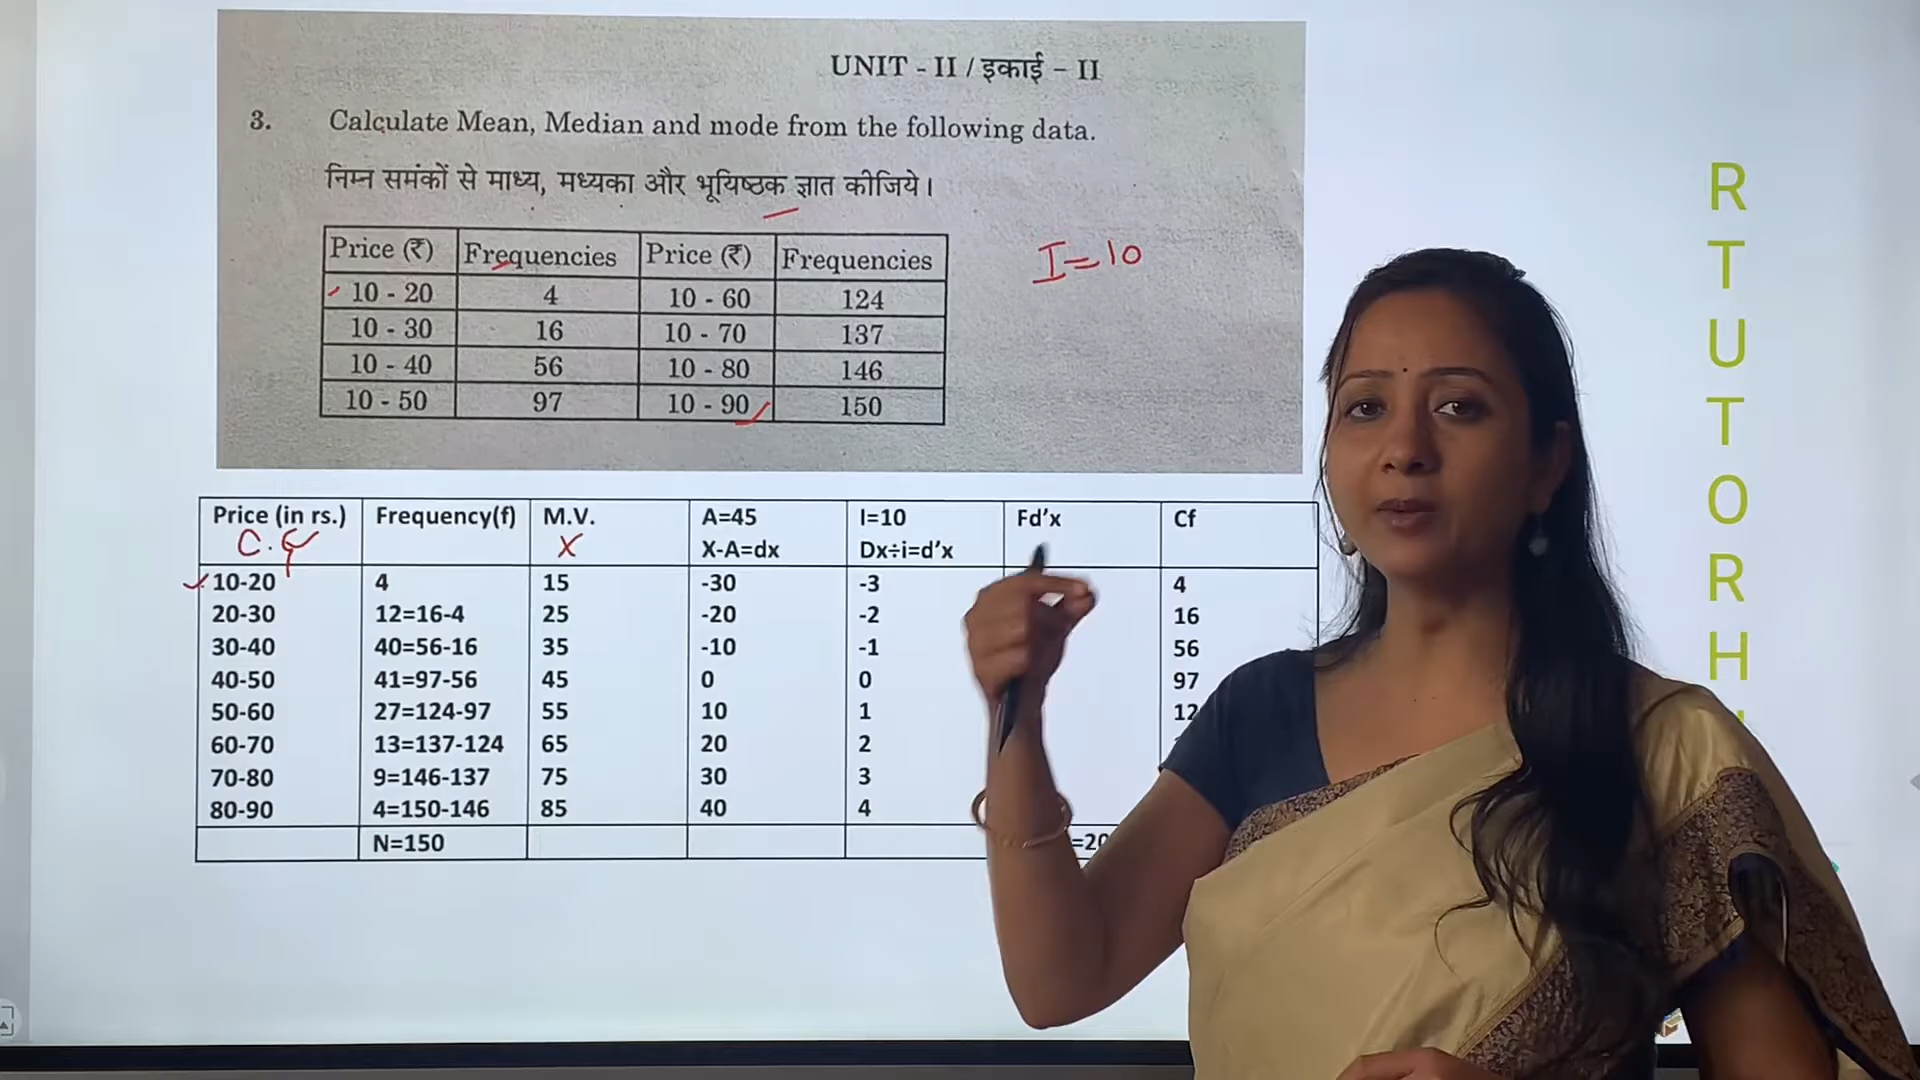 UNIT - II / इकाई – II
3. Calculate Mean, Median and mode from the following data.
निम्न समंकों से माध्य, मध्यका और भूयिष्ठक ज्ञात कीजिये।
Price (₹) Frequencies Price (₹) Frequencies
10 - 20 4 10 - 60 124
10 - 30 16 10 - 70 137
10 - 40 56 10 - 80 146
10 - 50 97 10 - 90 150
I=10
Price (in rs.) Frequency(f) M.V. A=45 I=10 Fd’x Cf
C.I X X-A=dx Dx÷i=d’x
10-20 4 15 -30 -3 4
20-30 12=16-4 25 -20 -2 16
30-40 40=56-16 35 -10 -1 56
40-50 41=97-56 45 0 0 97
50-60 27=124-97 55 10 1
60-70 13=137-124 65 20 2
70-80 9=146-137 75 30 3
80-90 4=150-146 85 40 4
N=150
R
T
U
T
O
R
H